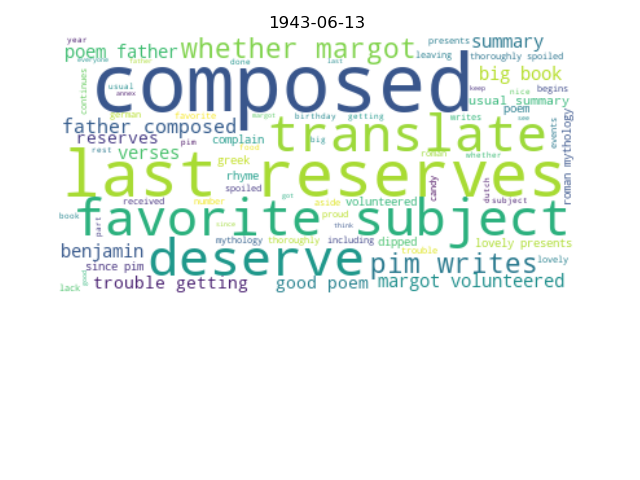 1943-06-13
year
poem father
whether margot
presents
summary
leaving
thoroughly spoiled
everyone
father
done
last
continues
composed
big book
keep
begins
usual
annex
nice
usual summary
german
favorite
birthday
getting
writes
poem
father composed
margot
see
translate
events
reserves
pim
complain
big
roman mythology
rest
verses
food
roman
whether
greek
last reserves
rhyme
candy
dutch
spoiled
got
subject
received
number
aside
volunteered
book
part
favorite subject
proud
since
think
mythology
thoroughly
including
dipped
lovely presents
benjamin
deserve
trouble
pim writes
lovely
since pim
lack
good
trouble getting
good poem
margot volunteered